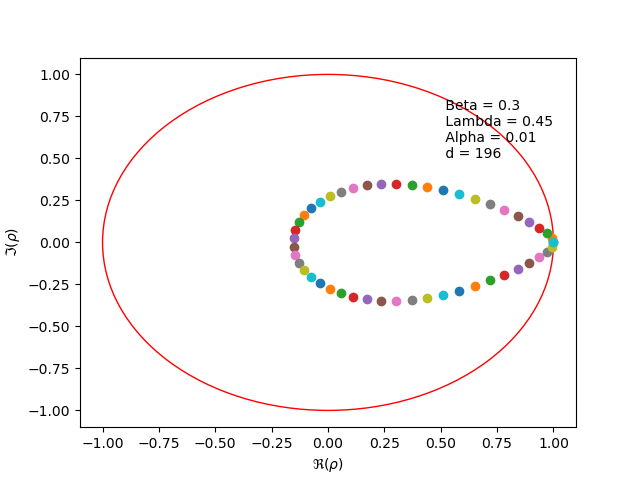 Beta = 0.3
Lambda = 0.45
Alpha = 0.01
d = 196
1.00
0.75
0.50
0.25
0.00
−0.25
−0.50
−0.75
−1.00
ℑ(ρ)
−1.00 −0.75 −0.50 −0.25 0.00 0.25 0.50 0.75 1.00
ℜ(ρ)